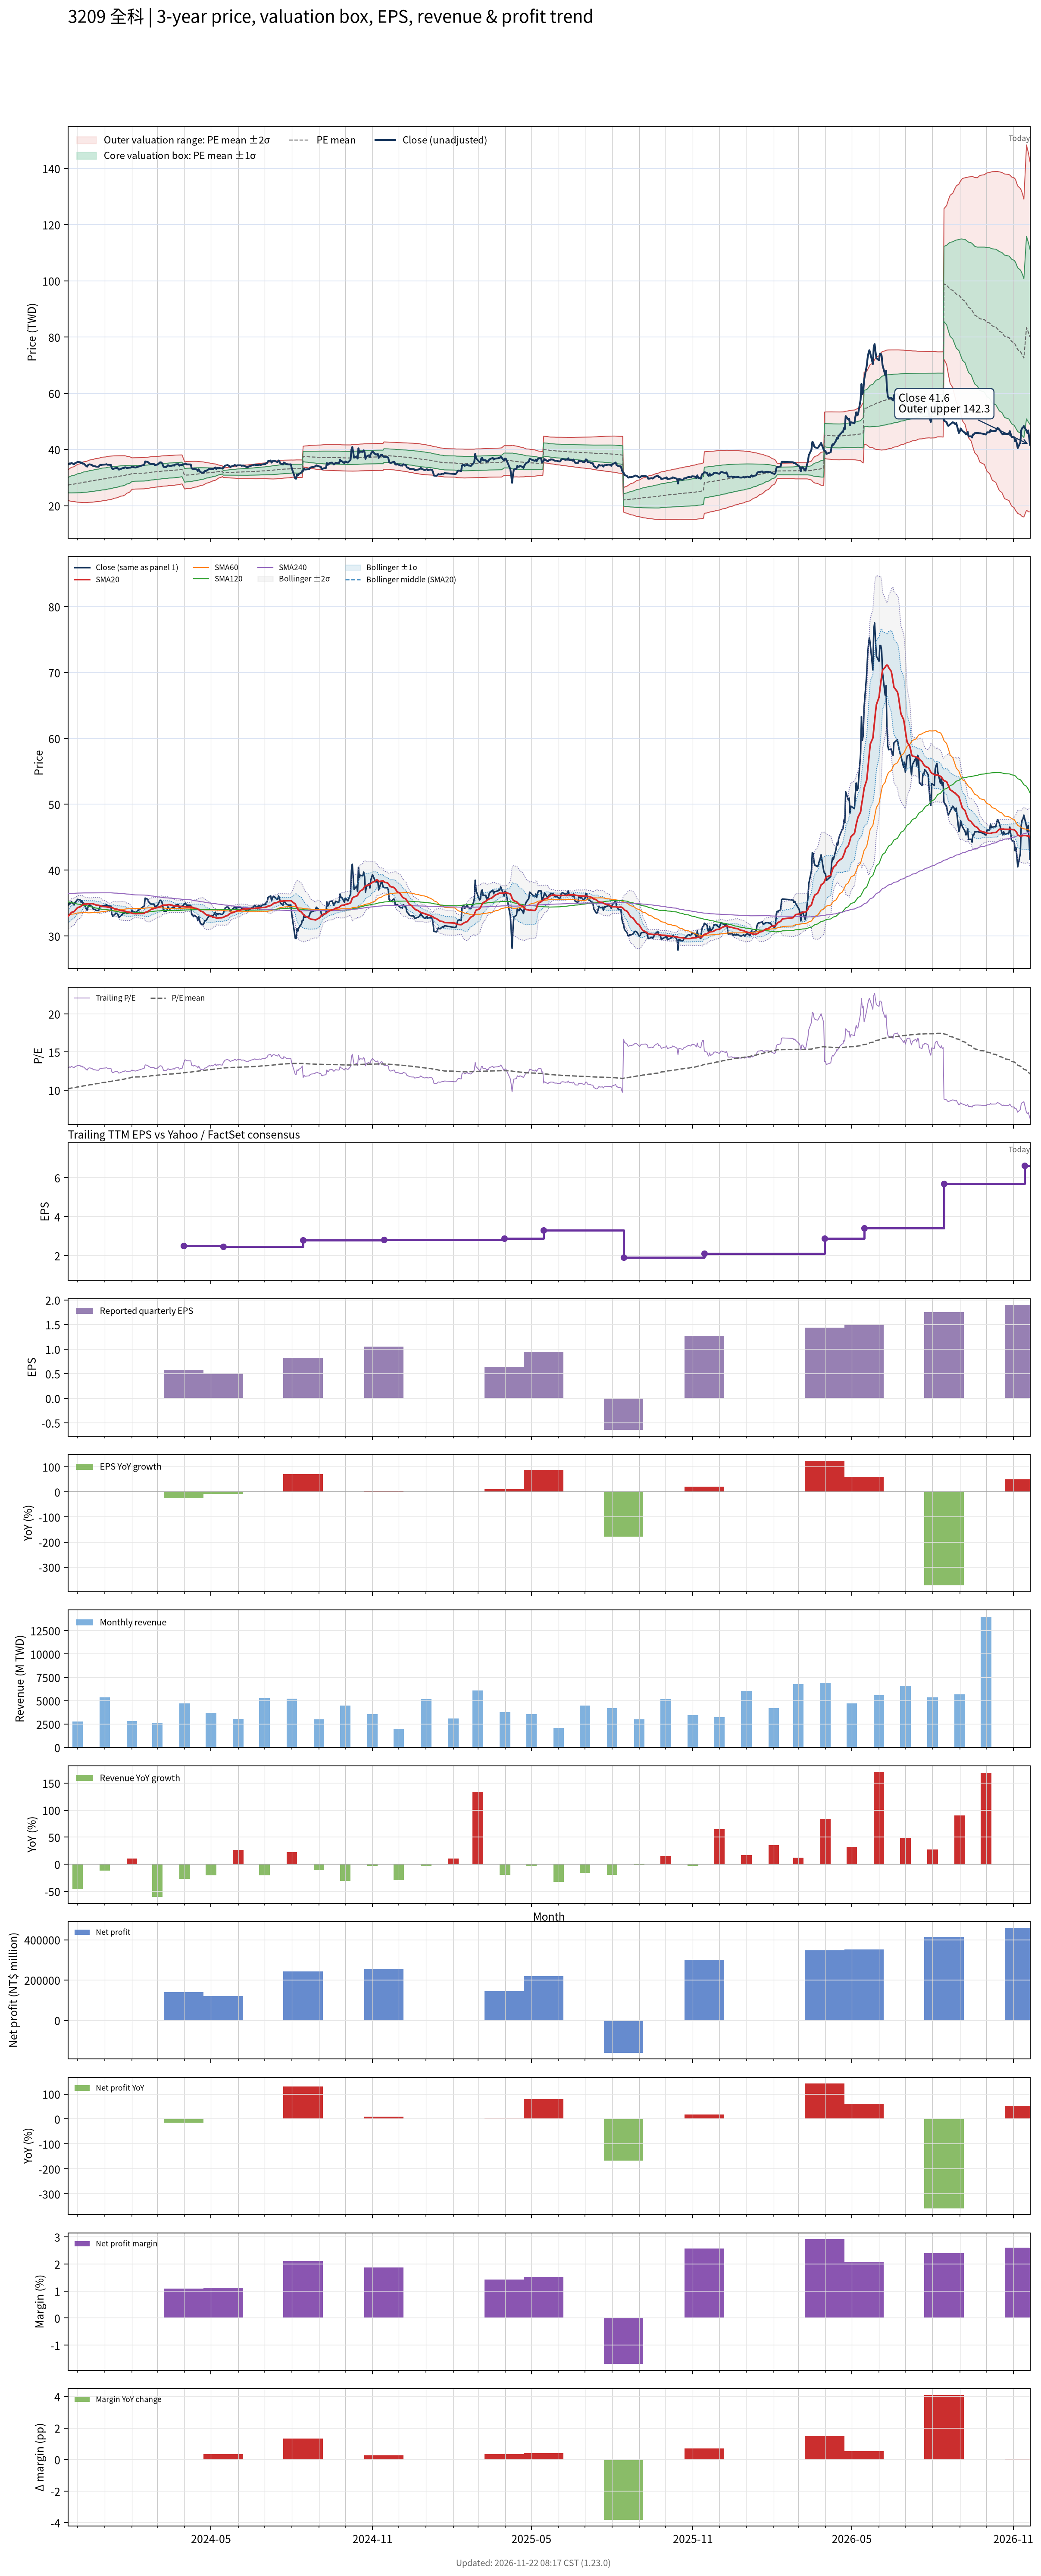 3209 全科 | 3-year price, valuation box, EPS, revenue & profit trend
Outer valuation range: PE mean ±2σ
PE mean
Close (unadjusted)
Core valuation box: PE mean ±1σ
Today
Price (TWD)
140
120
100
80
60
40
20
Close 41.6
Outer upper 142.3
Close (same as panel 1)
SMA60
SMA240
Bollinger ±1σ
SMA20
SMA120
Bollinger ±2σ
Bollinger middle (SMA20)
Price
80
70
60
50
40
30
Trailing P/E
P/E mean
P/E
20
15
10
Trailing TTM EPS vs Yahoo / FactSet consensus
Today
EPS
6
4
2
Reported quarterly EPS
EPS
2.0
1.5
1.0
0.5
0.0
-0.5
EPS YoY growth
YoY (%)
100
0
-100
-200
-300
Monthly revenue
Revenue (M TWD)
12500
10000
7500
5000
2500
0
Revenue YoY growth
YoY (%)
150
100
50
0
-50
Month
Net profit
Net profit (NT$ million)
400000
200000
0
Net profit YoY
YoY (%)
100
0
-100
-200
-300
Net profit margin
Margin (%)
3
2
1
0
-1
Margin YoY change
Δ margin (pp)
4
2
0
-2
-4
2024-05
2024-11
2025-05
2025-11
2026-05
2026-11
Updated: 2026-11-22 08:17 CST (1.23.0)